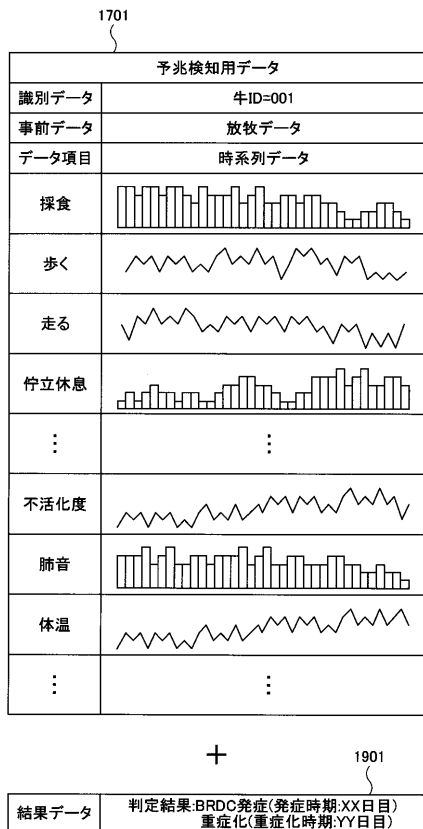 1701
予兆検知用データ
識別データ 牛ID=001
事前データ 放牧データ
データ項目 時系列データ
採食
歩く
走る
佇立休息
⋮ ⋮
不活化度
肺音
体温
⋮ ⋮
+
1901
結果データ 判定結果:BRDC発症(発症時期:XX日目)
重症化(重症化時期:YY日目)